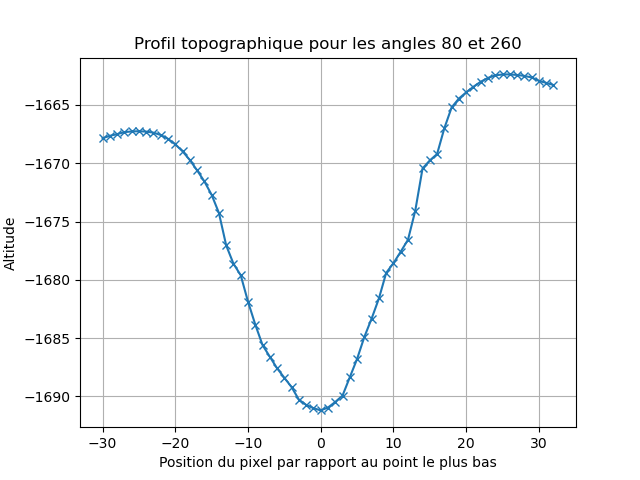 Profil topographique pour les angles 80 et 260
−1665
−1670
−1675
−1680
−1685
−1690
Altitude
−30 −20 −10 0 10 20 30
Position du pixel par rapport au point le plus bas